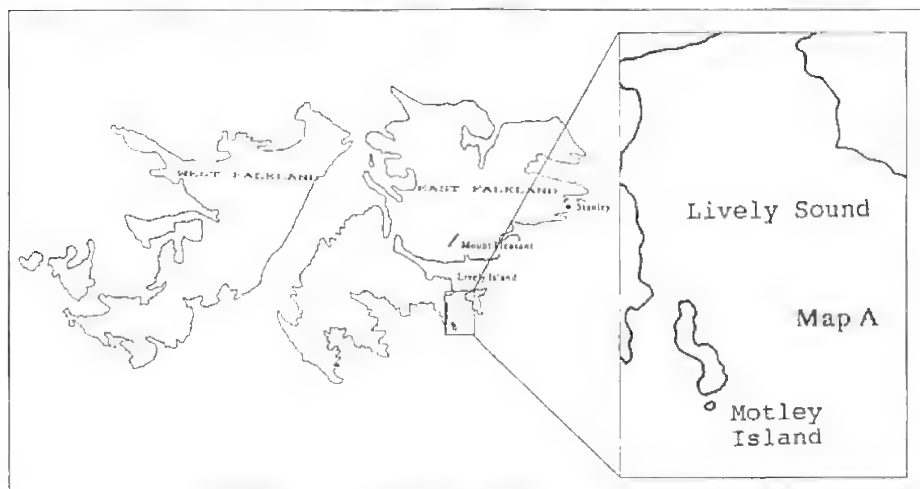 WEST FALKLAND
EAST FALKLAND
Stanley
Mount Pleasant
Lively Island
Lively Sound
Map A
Motley
Island